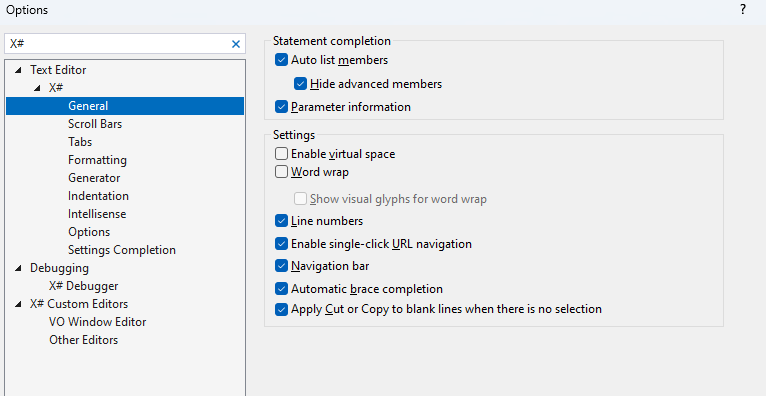 Options
?
X#
Text Editor
X#
General
Scroll Bars
Tabs
Formatting
Generator
Indentation
Intellisense
Options
Settings Completion
Debugging
X# Debugger
X# Custom Editors
VO Window Editor
Other Editors
Statement completion
Auto list members
Hide advanced members
Parameter information
Settings
Enable virtual space
Word wrap
Show visual glyphs for word wrap
Line numbers
Enable single-click URL navigation
Navigation bar
Automatic brace completion
Apply Cut or Copy to blank lines when there is no selection